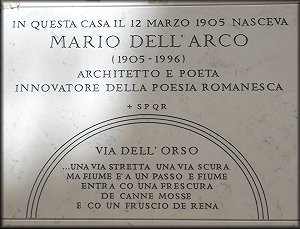 IN QUESTA CASA IL 12 MARZO 1905 NASCEVA
MARIO DELL'ARCO
(1905-1996)
ARCHITETTO E POETA
INNOVATORE DELLA POESIA ROMANESCA
+ SPQR
VIA DELL'ORSO
...UNA VIA STRETTA UNA VIA SCURA
MA FIUME E'A UN PASSO E FIUME
ENTRA CO UNA FRESCURA
DE CANNE MOSSE
E CO UN FRUSCIO DE RENA